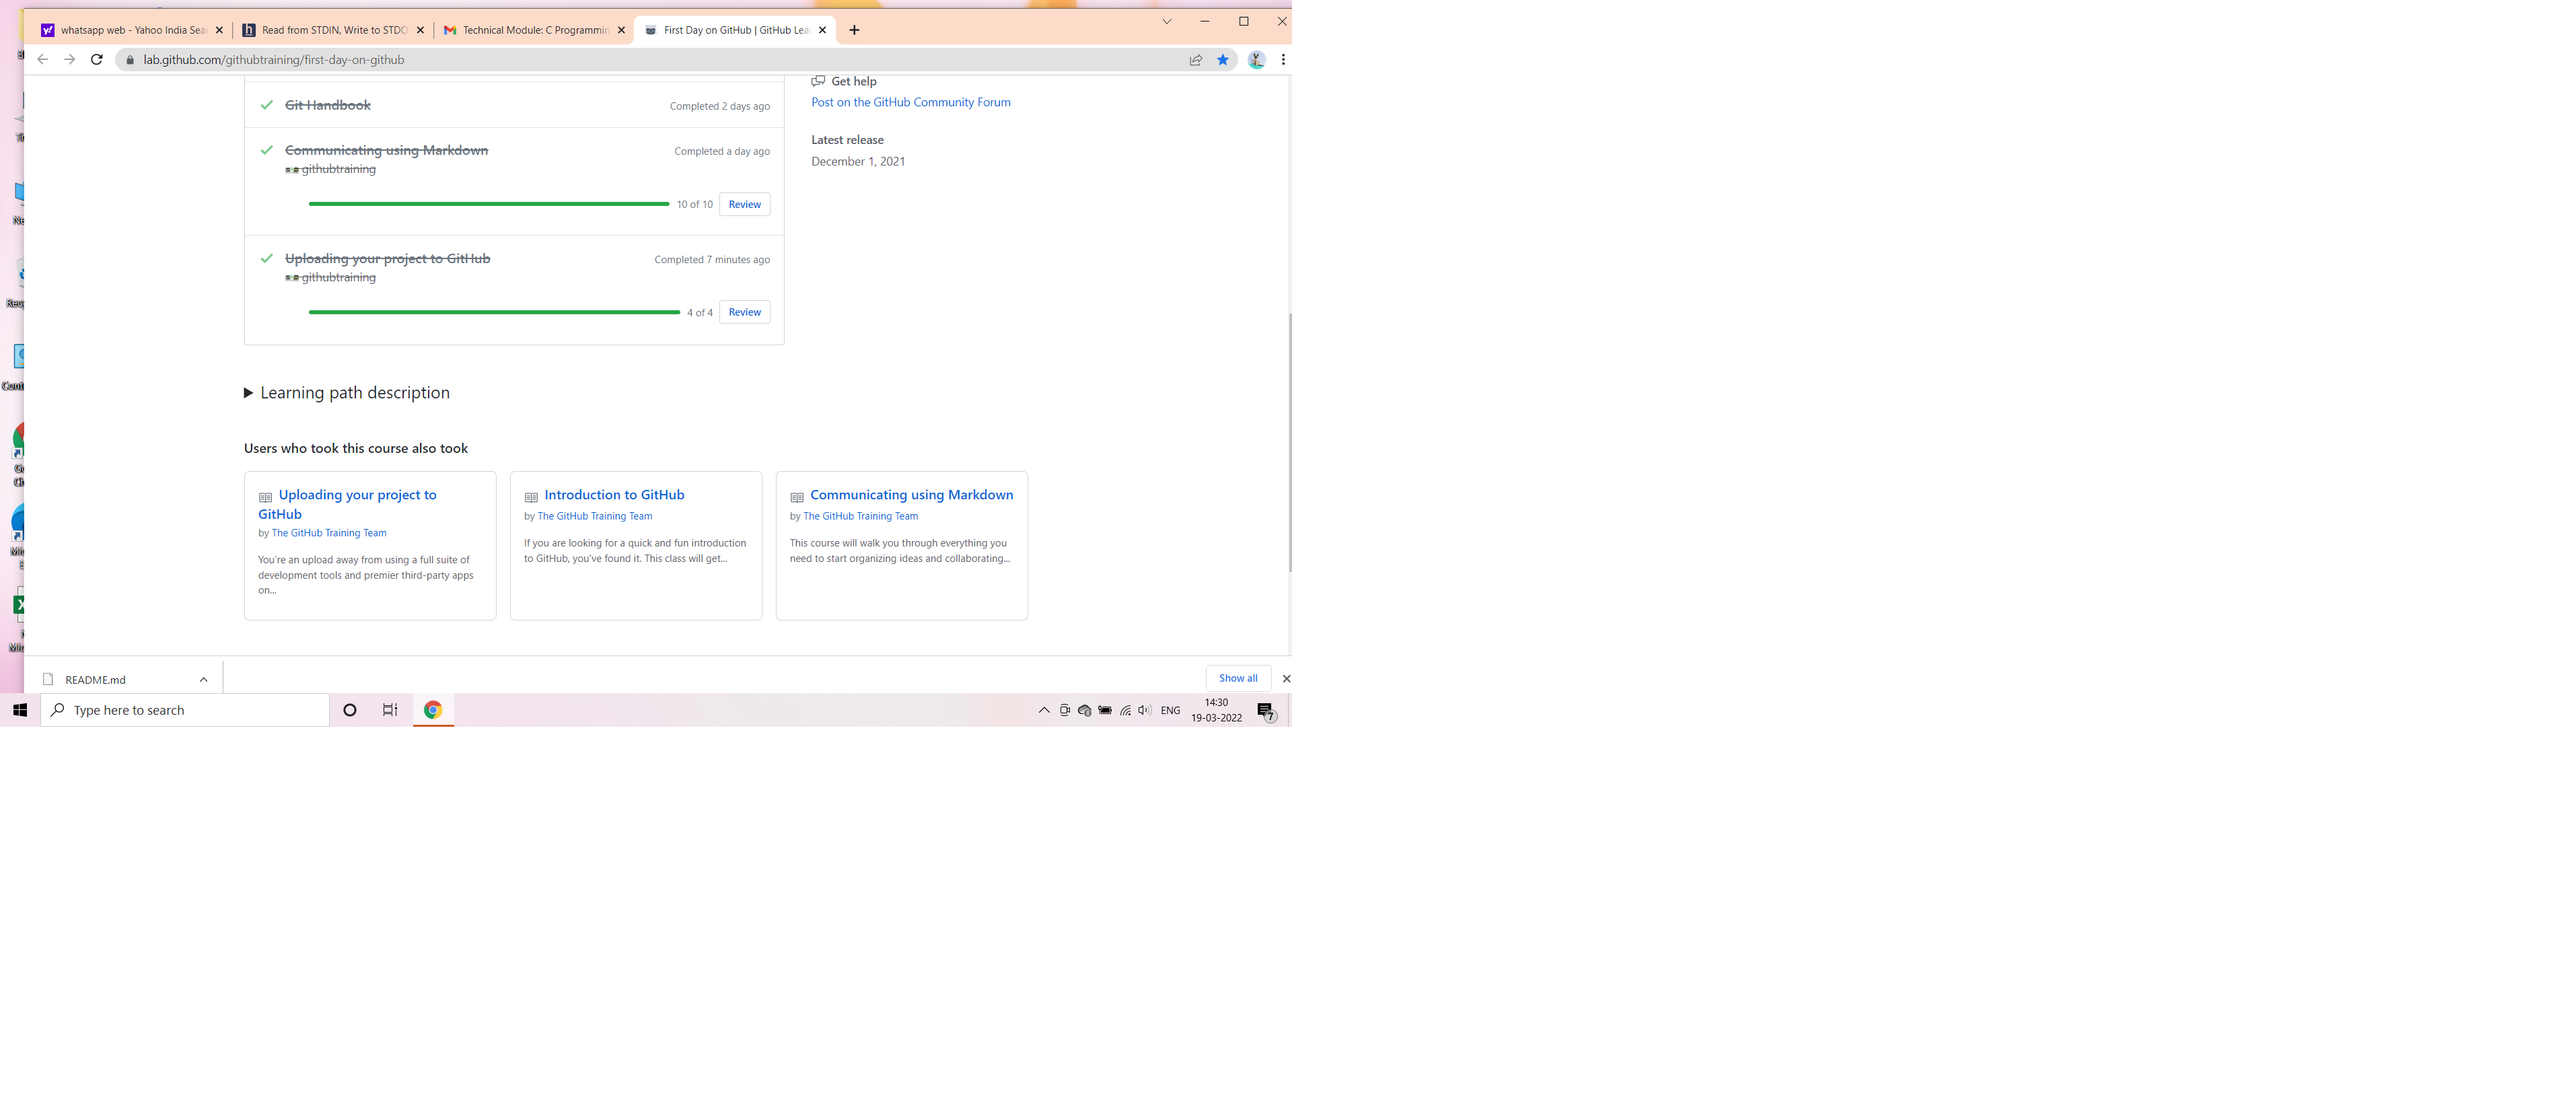 whatsapp web - Yahoo India Sea
Read from STDIN, Write to STDO
Technical Module: C Programmin
First Day on GitHub | GitHub Lea
lab.github.com/githubtraining/first-day-on-github
Git Handbook
Completed 2 days ago
Communicating using Markdown
Completed a day ago
githubtraining
10 of 10
Review
Uploading your project to GitHub
Completed 7 minutes ago
githubtraining
4 of 4
Review
Get help
Post on the GitHub Community Forum
Latest release
December 1, 2021
Learning path description
Users who took this course also took
Uploading your project to
GitHub
by The GitHub Training Team
You're an upload away from using a full suite of
development tools and premier third-party apps
on...
Introduction to GitHub
by The GitHub Training Team
If you are looking for a quick and fun introduction
to GitHub, you've found it. This class will get...
Communicating using Markdown
by The GitHub Training Team
This course will walk you through everything you
need to start organizing ideas and collaborating...
README.md
Show all
Type here to search
ENG
14:30
19-03-2022
7